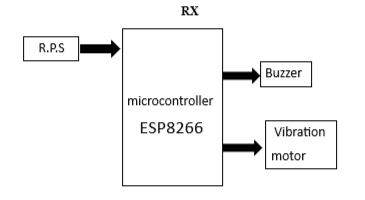 RX
R.P.S
Buzzer
microcontroller
ESP8266
Vibration
motor